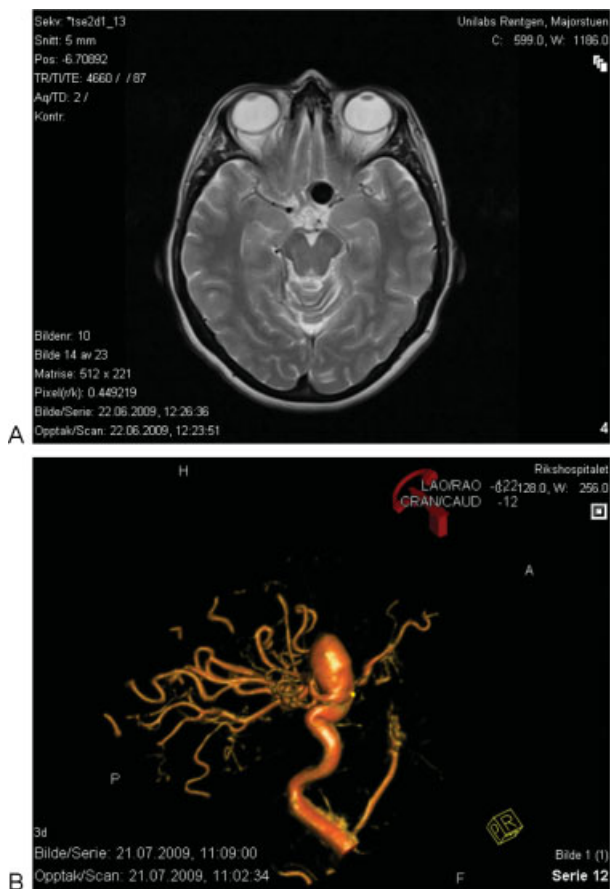 Sekv: *tse2d1_13
Snitt: 5 mm
Pos: -6.70892
TR/TI/TE: 4660 / / 87
Aq/TD: 2 /
Kontr:
Unilabs Rentgen, Majorstuen
C: 599.0, W: 1186.0
Bildenr: 10
Bilde 14 av 23
Matrise: 512 x 221
Pixel(r/k): 0.449219
Bilde/Serie: 22.06.2009, 12:26:36
Opptak/Scan: 22.06.2009, 12:23:51
4
A
H
Rikshospitalet
LAO/RAO
128.0, W: 256.0
CRAN/CAUD -12
A
P
3d
Bilde/Serie: 21.07.2009, 11:09:00
Opptak/Scan: 21.07.2009, 11:02:34
F
R
Bilde 1 (1)
Serie 12
B